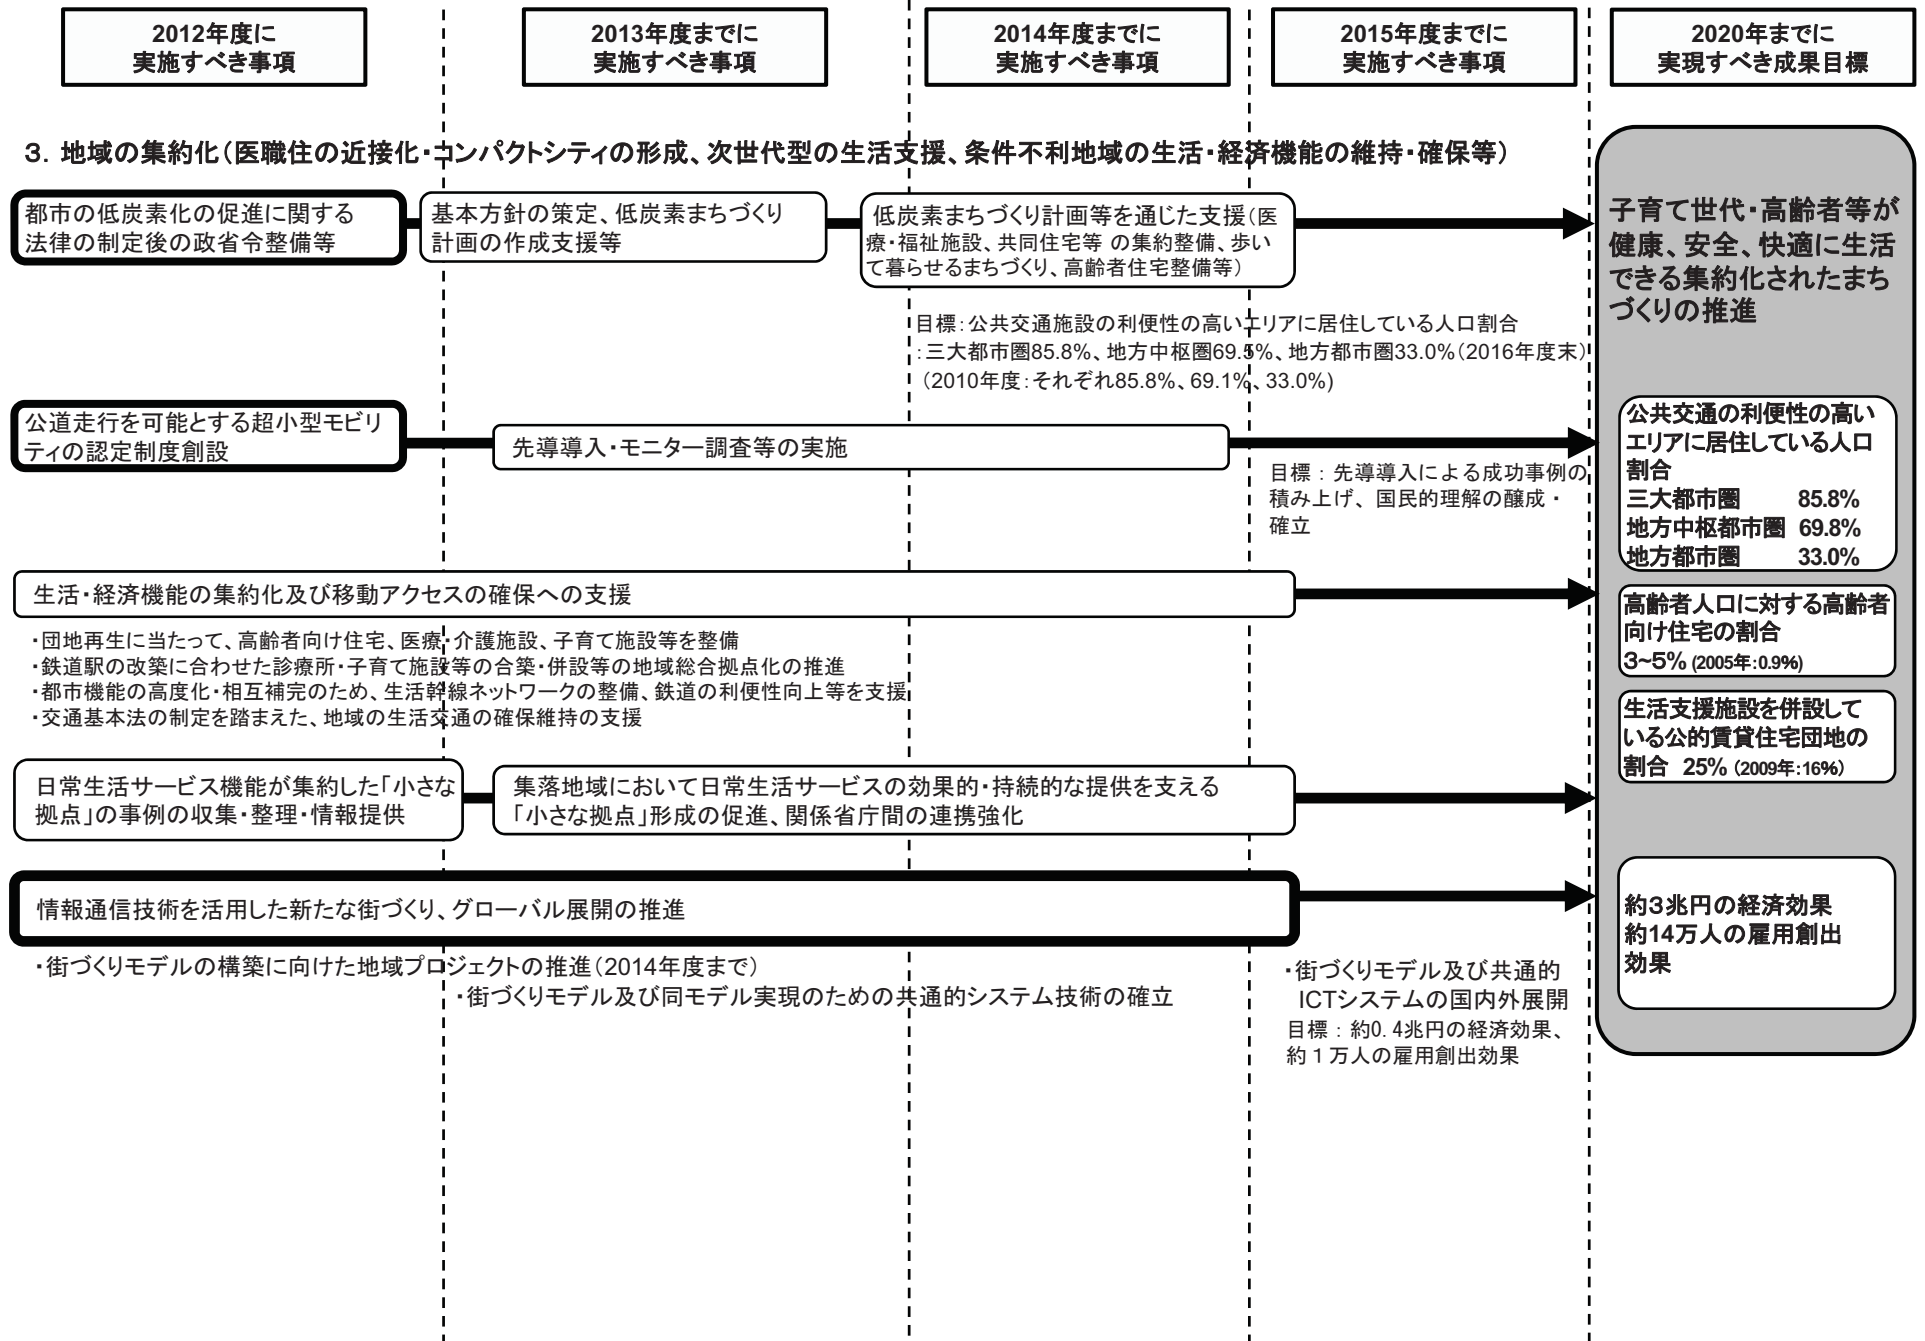 2012年度に
実施すべき事項
2013年度までに
実施すべき事項
2014年度までに
実施すべき事項
2015年度までに
実施すべき事項
2020年までに
実現すべき成果目標
3. 地域の集約化(医職住の近接化・コンパクトシティの形成、次世代型の生活支援、条件不利地域の生活・経済機能の維持・確保等)
都市の低炭素化の促進に関する
法律の制定後の政省令整備等
基本方針の策定、低炭素まちづくり
計画の作成支援等
低炭素まちづくり計画等を通じた支援(医
療・福祉施設、共同住宅等 の集約整備、歩い
て暮らせるまちづくり、高齢者住宅整備等)
目標:公共交通施設の利便性の高いエリアに居住している人口割合
:三大都市圏85.8%、地方中枢圏69.5%、地方都市圏33.0%(2016年度末)
(2010年度:それぞれ85.8%、69.1%、33.0%)
公道走行を可能とする超小型モビリ
ティの認定制度創設
先導導入・モニター調査等の実施
目標: 先導導入による成功事例の
積み上げ、国民的理解の醸成・
確立
生活・経済機能の集約化及び移動アクセスの確保への支援
・団地再生に当たって、高齢者向け住宅、医療・介護施設、子育て施設等を整備
・鉄道駅の改築に合わせた診療所・子育て施設等の合築・併設等の地域総合拠点化の推進
・都市機能の高度化・相互補完のため、生活幹線ネットワークの整備、鉄道の利便性向上等を支援
・交通基本法の制定を踏まえた、地域の生活交通の確保維持の支援
日常生活サービス機能が集約した「小さな
拠点」の事例の収集・整理・情報提供
集落地域において日常生活サービスの効果的・持続的な提供を支える
「小さな拠点」形成の促進、関係省庁間の連携強化
情報通信技術を活用した新たな街づくり、グローバル展開の推進
・街づくりモデルの構築に向けた地域プロジェクトの推進(2014年度まで)
・街づくりモデル及び同モデル実現のための共通的システム技術の確立
・街づくりモデル及び共通的
ICTシステムの国内外展開
目標:約0.4兆円の経済効果、
約1万人の雇用創出効果
子育て世代・高齢者等が
健康、安全、快適に生活
できる集約化されたまち
づくりの推進
公共交通の利便性の高い
エリアに居住している人口
割合
三大都市圏 85.8%
地方中枢都市圏 69.8%
地方都市圏 33.0%
高齢者人口に対する高齢者
向け住宅の割合
3~5% (2005年:0.9%)
生活支援施設を併設して
いる公的賃貸住宅団地の
割合 25% (2009年:16%)
約3兆円の経済効果
約14万人の雇用創出
効果